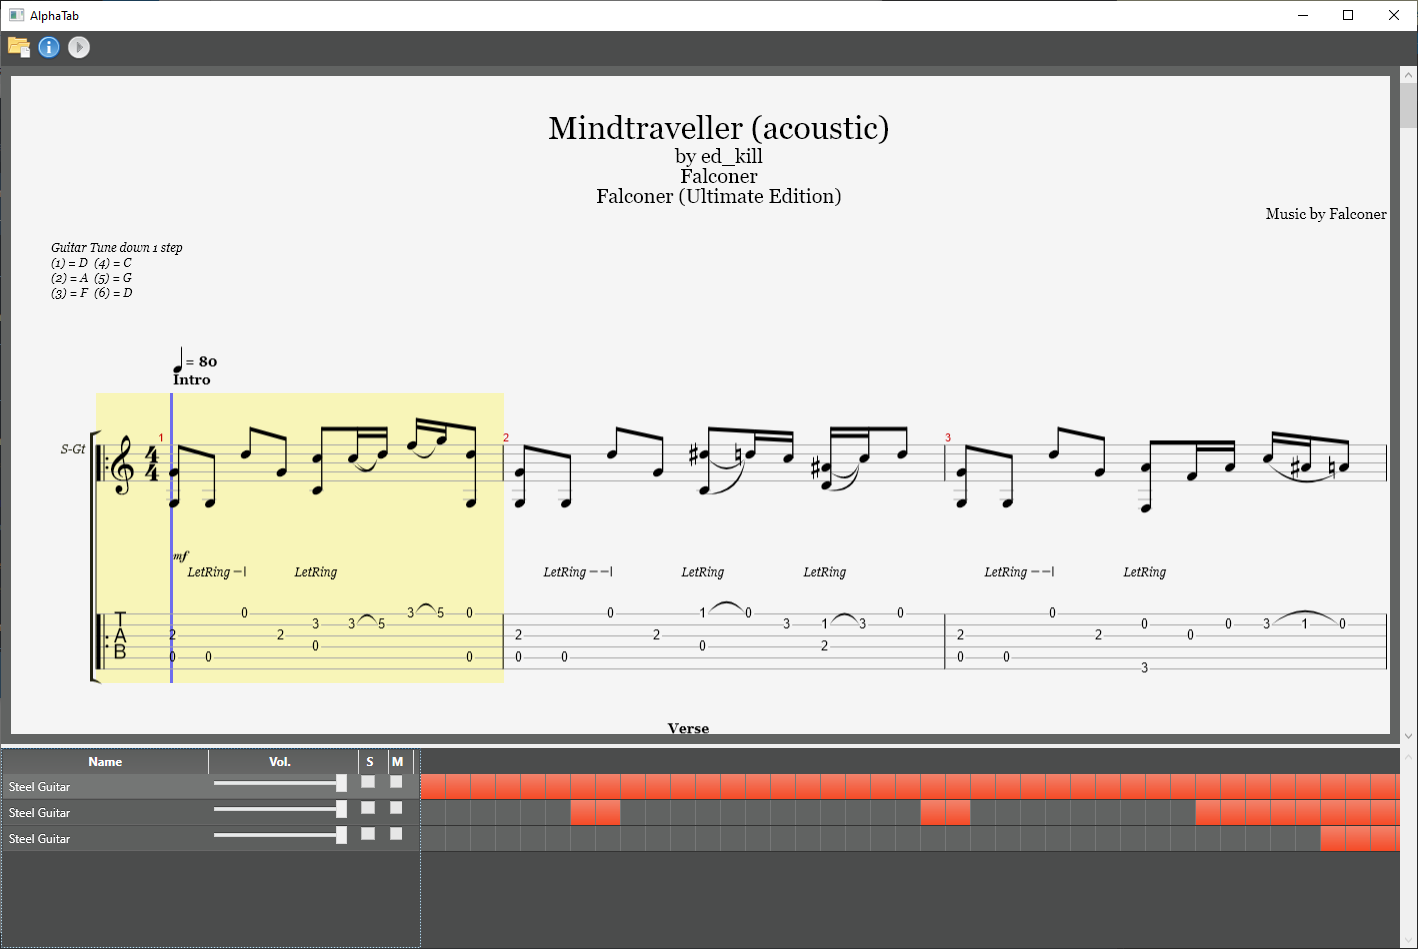 AlphaTab
Mindtraveller (acoustic)
by ed_kill
Falconer
Falconer (Ultimate Edition)
Music by Falconer
Guitar Tune down 1 step
(1) = D (4) = C
(2) = A (5) = G
(3) = F (6) = D
= 80
Intro
1 2 3
S-Gt
4
4
mf
LetRing LetRing LetRing LetRing LetRing LetRing LetRing
0 3 5 0 0 1 0 0 0
T 3 3 5 3 1 3 0 0 3 1 0
A 2 2 2 2 2 2 0
B 0 0 2
0 0 0 0 0 0 0
3
Verse
Name Vol. S M
Steel Guitar
Steel Guitar
Steel Guitar